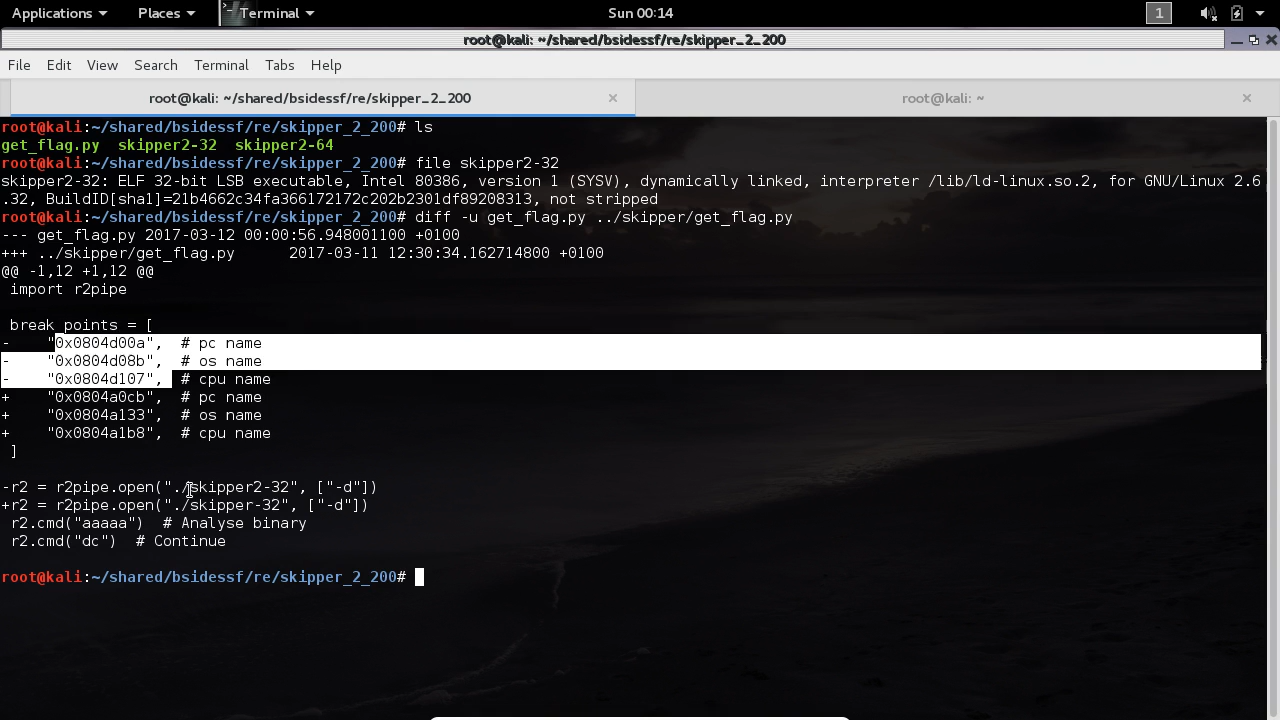 Applications Places Terminal Sun 00:14 1
root@kali: ~/shared/bsidessf/re/skipper_2_200
File Edit View Search Terminal Tabs Help
root@kali: ~/shared/bsidessf/re/skipper_2_200 × root@kali: ~ ×
root@kali:~/shared/bsidessf/re/skipper_2_200# ls
get_flag.py  skipper2-32  skipper2-64
root@kali:~/shared/bsidessf/re/skipper_2_200# file skipper2-32
skipper2-32: ELF 32-bit LSB executable, Intel 80386, version 1 (SYSV), dynamically linked, interpreter /lib/ld-linux.so.2, for GNU/Linux 2.6
.32, BuildID[sha1]=21b4662c34fa366172172c202b2301df89208313, not stripped
root@kali:~/shared/bsidessf/re/skipper_2_200# diff -u get_flag.py ../skipper/get_flag.py
--- get_flag.py 2017-03-12 00:00:56.948001100 +0100
+++ ../skipper/get_flag.py      2017-03-11 12:30:34.162714800 +0100
@@ -1,12 +1,12 @@
 import r2pipe
 break_points = [
-    "0x0804d00a",  # pc name
-    "0x0804d08b",  # os name
-    "0x0804d107",  # cpu name
+    "0x0804a0cb",  # pc name
+    "0x0804a133",  # os name
+    "0x0804a1b8",  # cpu name
 ]
-r2 = r2pipe.open("./skipper2-32", ["-d"])
+r2 = r2pipe.open("./skipper-32", ["-d"])
 r2.cmd("aaaaa")  # Analyse binary
 r2.cmd("dc")  # Continue
root@kali:~/shared/bsidessf/re/skipper_2_200#